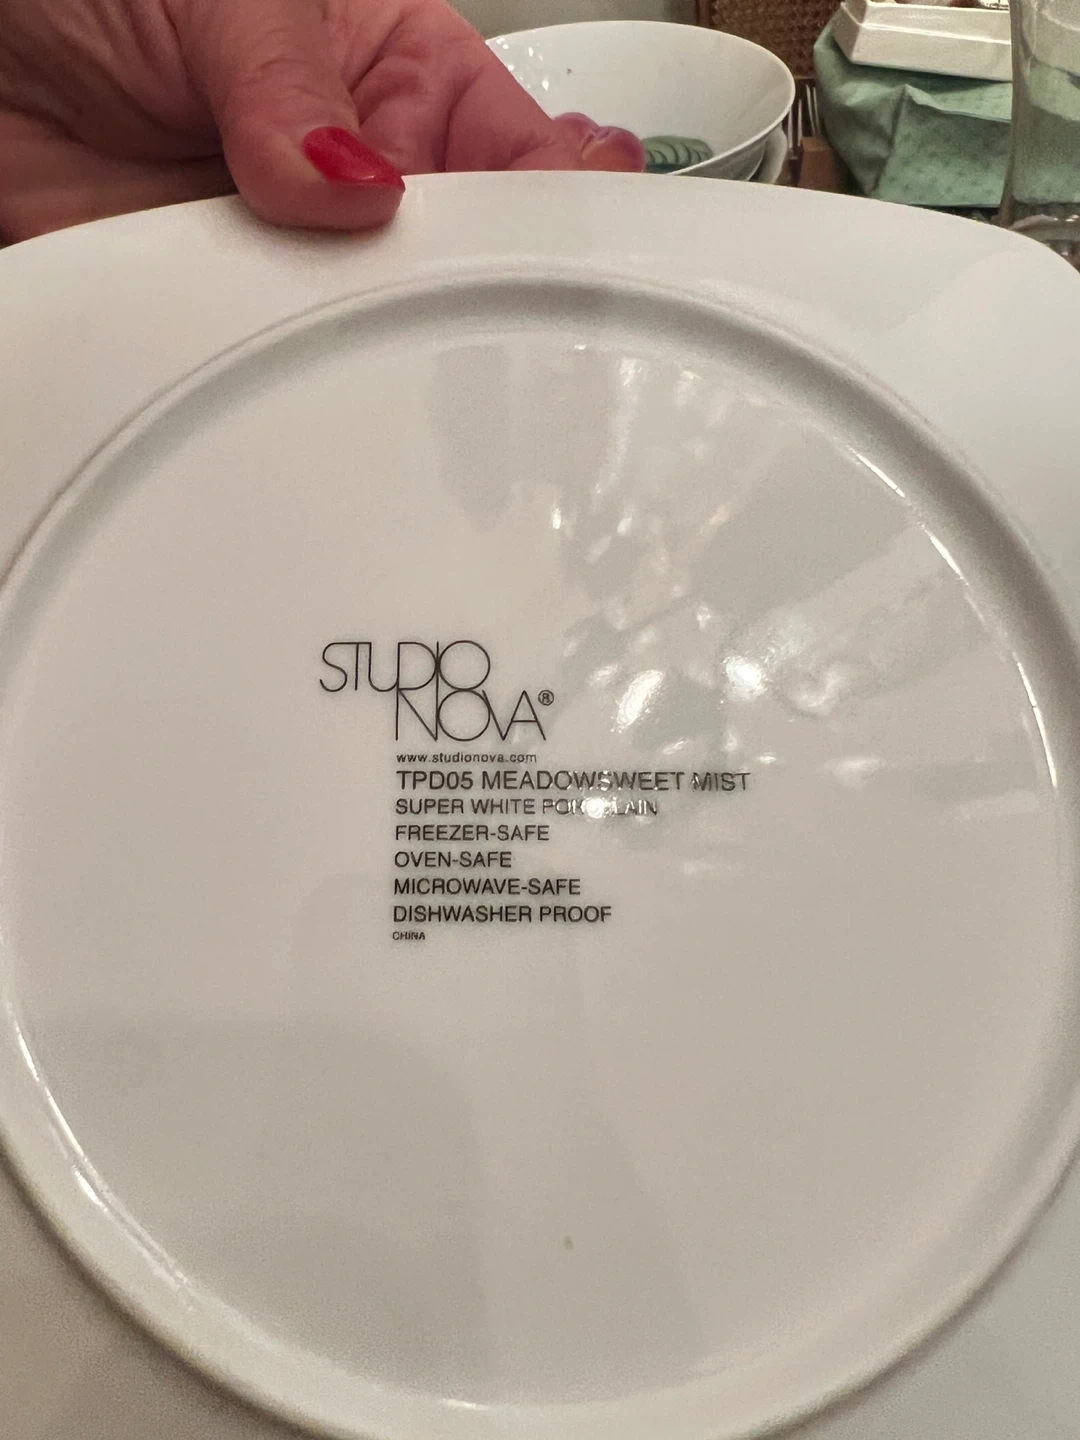 STUDIO
NOVA®
www.studionova.com
TPD05 MEADOWSWEET MIST
SUPER WHITE PORCELAIN
FREEZER-SAFE
OVEN-SAFE
MICROWAVE-SAFE
DISHWASHER PROOF
CHINA